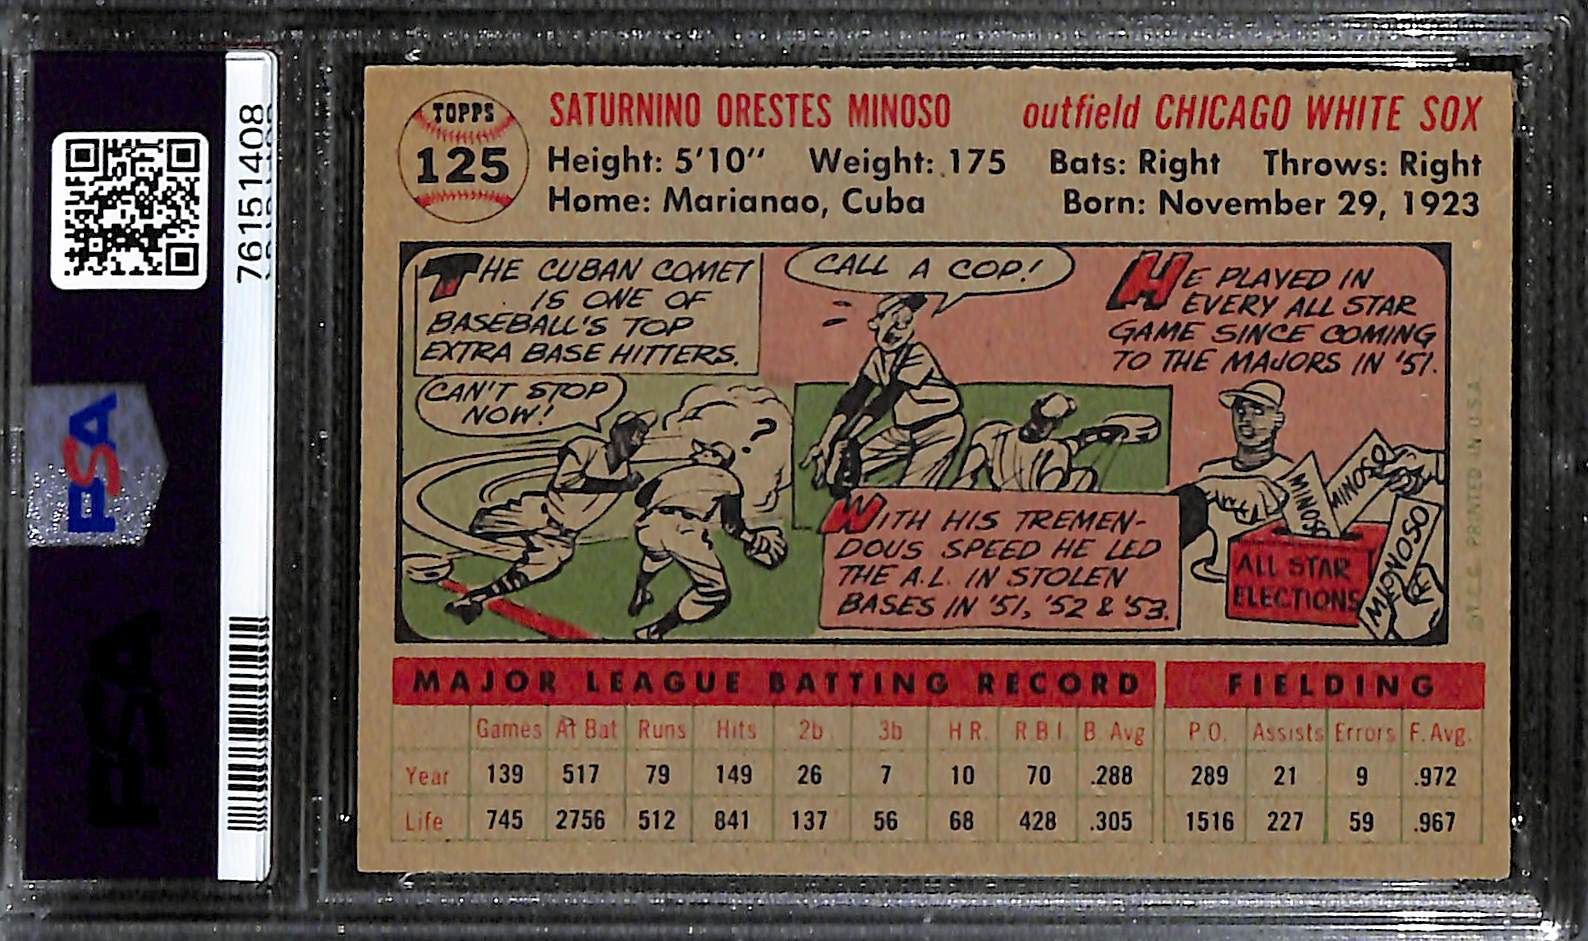 76151408
PSA
PSA
TOPPS
125
SATURNINO ORESTES MINOSO outfield CHICAGO WHITE SOX
Height: 5'10" Weight: 175 Bats: Right Throws: Right
Home: Marianao, Cuba Born: November 29, 1923
THE CUBAN COMET
IS ONE OF
BASEBALL'S TOP
EXTRA BASE HITTERS.
CAN'T STOP
NOW!
?
CALL A COP!
WITH HIS TREMEN-
DOUS SPEED HE LED
THE A.L. IN STOLEN
BASES IN '51, '52 & '53.
HE PLAYED IN
EVERY ALL STAR
GAME SINCE COMING
TO THE MAJORS IN '51.
MINOSO
MINOSO
MINOSO
ALL STAR
ELECTIONS
T.C.G. PRINTED IN U.S.A.
MAJOR LEAGUE BATTING RECORD FIELDING
Games At Bat Runs Hits 2b 3b H R. R B I B Avg P.O. Assists Errors F. Avg.
Year 139 517 79 149 26 7 10 70 .288 289 21 9 .972
Life 745 2756 512 841 137 56 68 428 .305 1516 227 59 .967